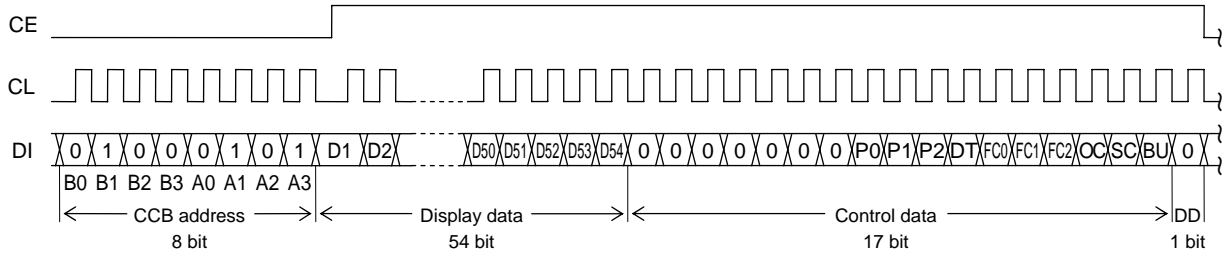 CE
CL
DI 0 1 0 0 0 1 0 1 D1 D2 D50 D51 D52 D53 D54 0 0 0 0 0 0 0 P0 P1 P2 DT FC0 FC1 FC2 OC SC BU 0
B0 B1 B2 B3 A0 A1 A2 A3
CCB address Display data Control data DD
8 bit 54 bit 17 bit 1 bit